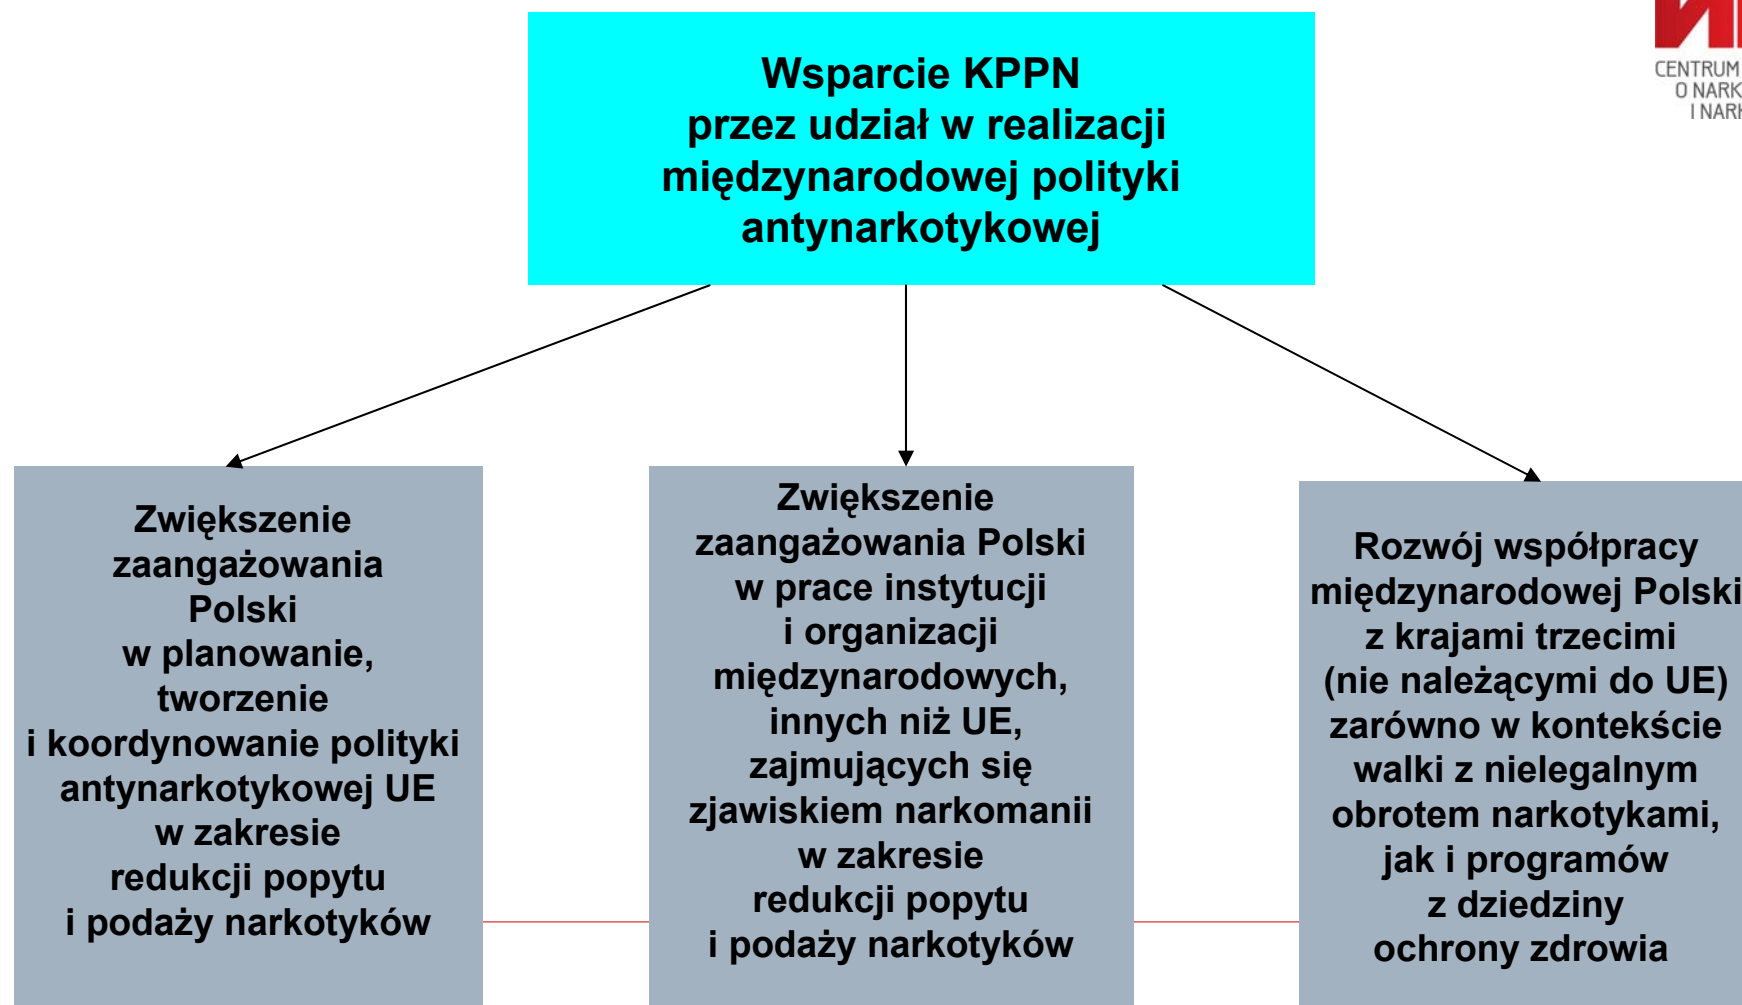 Wsparcie KPPN
przez udział w realizacji
międzynarodowej polityki
antynarkotykowej
CENTRUM
O NARK
I NARK
Zwiększenie
zaangażowania
Polski
w planowanie,
tworzenie
i koordynowanie polityki
antynarkotykowej UE
w zakresie
redukcji popytu
i podaży narkotyków
Zwiększenie
zaangażowania Polski
w prace instytucji
i organizacji
międzynarodowych,
innych niż UE,
zajmujących się
zjawiskiem narkomanii
w zakresie
redukcji popytu
i podaży narkotyków
Rozwój współpracy
międzynarodowej Polski
z krajami trzecimi
(nie należącymi do UE)
zarówno w kontekście
walki z nielegalnym
obrotem narkotykami,
jak i programów
z dziedziny
ochrony zdrowia